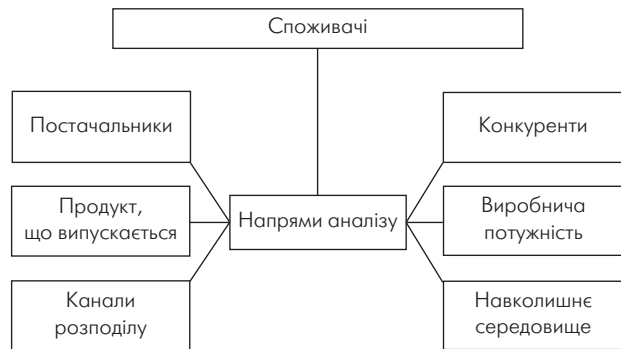 Споживачі
Постачальники
Конкуренти
Продукт,
що випускається
Напрями аналізу
Виробнича
потужність
Канали
розподілу
Навколишнє
середовище